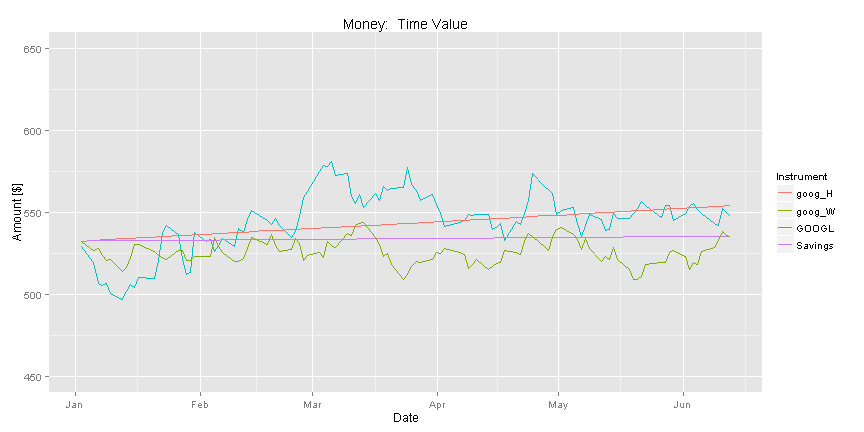 Money:  Time Value
650
600
550
500
450
Amount [$]
Jan Feb Mar Apr May Jun
Date
Instrument
goog_H
goog_W
GOOGL
Savings